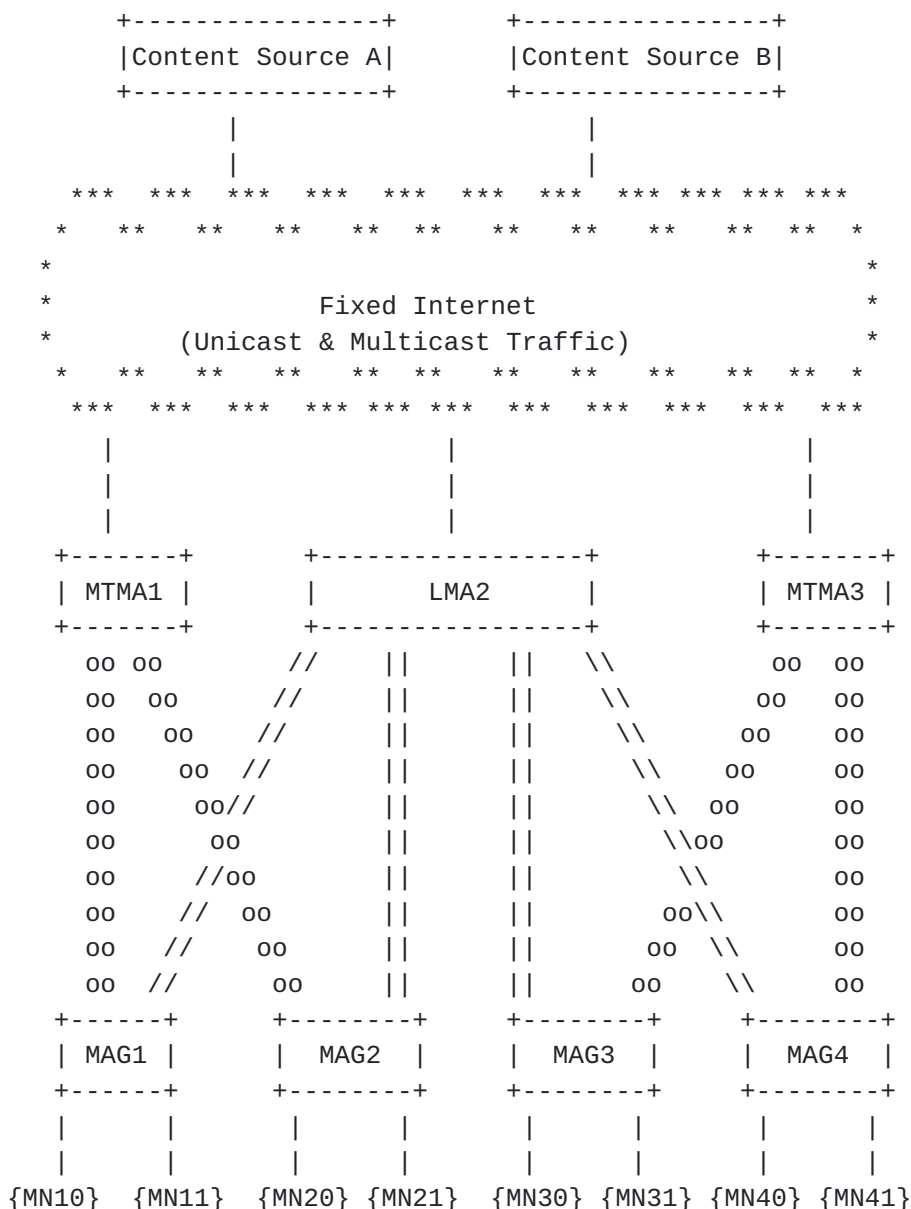 Content Source A Content Source B
Fixed Internet
(Unicast & Multicast Traffic)
MTMA1 LMA2 MTMA3
MAG1 MAG2 MAG3 MAG4
{MN10} {MN11} {MN20} {MN21} {MN30} {MN31} {MN40} {MN41}